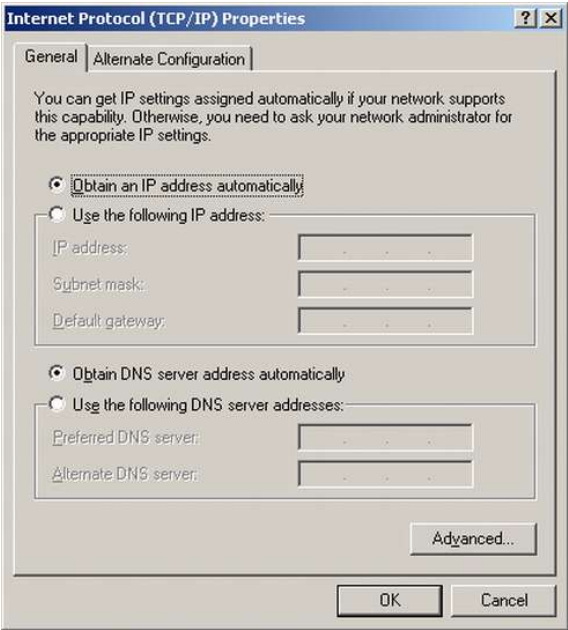 Internet Protocol (TCP/IP) Properties
General
Alternate Configuration
You can get IP settings assigned automatically if your network supports
this capability. Otherwise, you need to ask your network administrator for
the appropriate IP settings.
Obtain an IP address automatically
Use the following IP address:
IP address:
Subnet mask:
Default gateway:
Obtain DNS server address automatically
Use the following DNS server addresses:
Preferred DNS server:
Alternate DNS server:
Advanced...
OK
Cancel